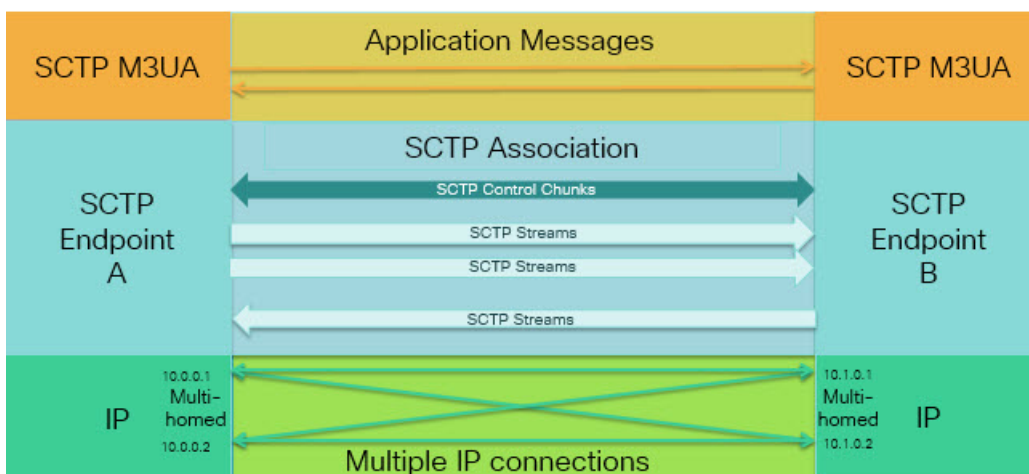 Application Messages
SCTP M3UA
SCTP M3UA
SCTP Association
SCTP Control Chunks
SCTP
Endpoint
A
SCTP Streams
SCTP Streams
SCTP Streams
SCTP
Endpoint
B
10.0.0.1
IP
Multi-
homed
10.0.0.2
Multiple IP connections
10.1.0.1
Multi-
homed
IP
10.1.0.2